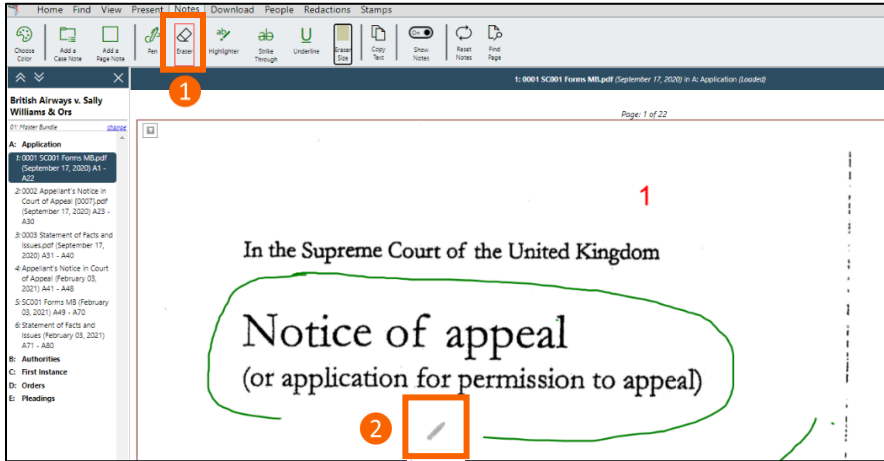 Home Find View Present Notes Download People Redactions Stamps
Choose Color
Add a Case Note
Add a Page Note
Pen
Eraser
Highlighter
Strike Through
Underline
Eraser Size
Copy Text
On
Show Notes
Reset Notes
Find Page
1
1: 0001 SC001 Forms MB.pdf (September 17, 2020) in A: Application (Loaded)
British Airways v. Sally
Williams & Ors
01: Master Bundle change
A: Application
1: 0001 SC001 Forms MB.pdf
(September 17, 2020) A1 -
A22
2: 0002 Appellant's Notice in
Court of Appeal [0007].pdf
(September 17, 2020) A23 -
A30
3: 0003 Statement of Facts and
Issues.pdf (September 17,
2020) A31 - A40
4: Appellant's Notice in Court
of Appeal (February 03,
2021) A41 - A48
5: SC001 Forms MB (February
03, 2021) A49 - A70
6: Statement of Facts and
Issues (February 03, 2021)
A71 - A80
B: Authorities
C: First Instance
D: Orders
E: Pleadings
Page: 1 of 22
1
In the Supreme Court of the United Kingdom
Notice of appeal
(or application for permission to appeal)
2